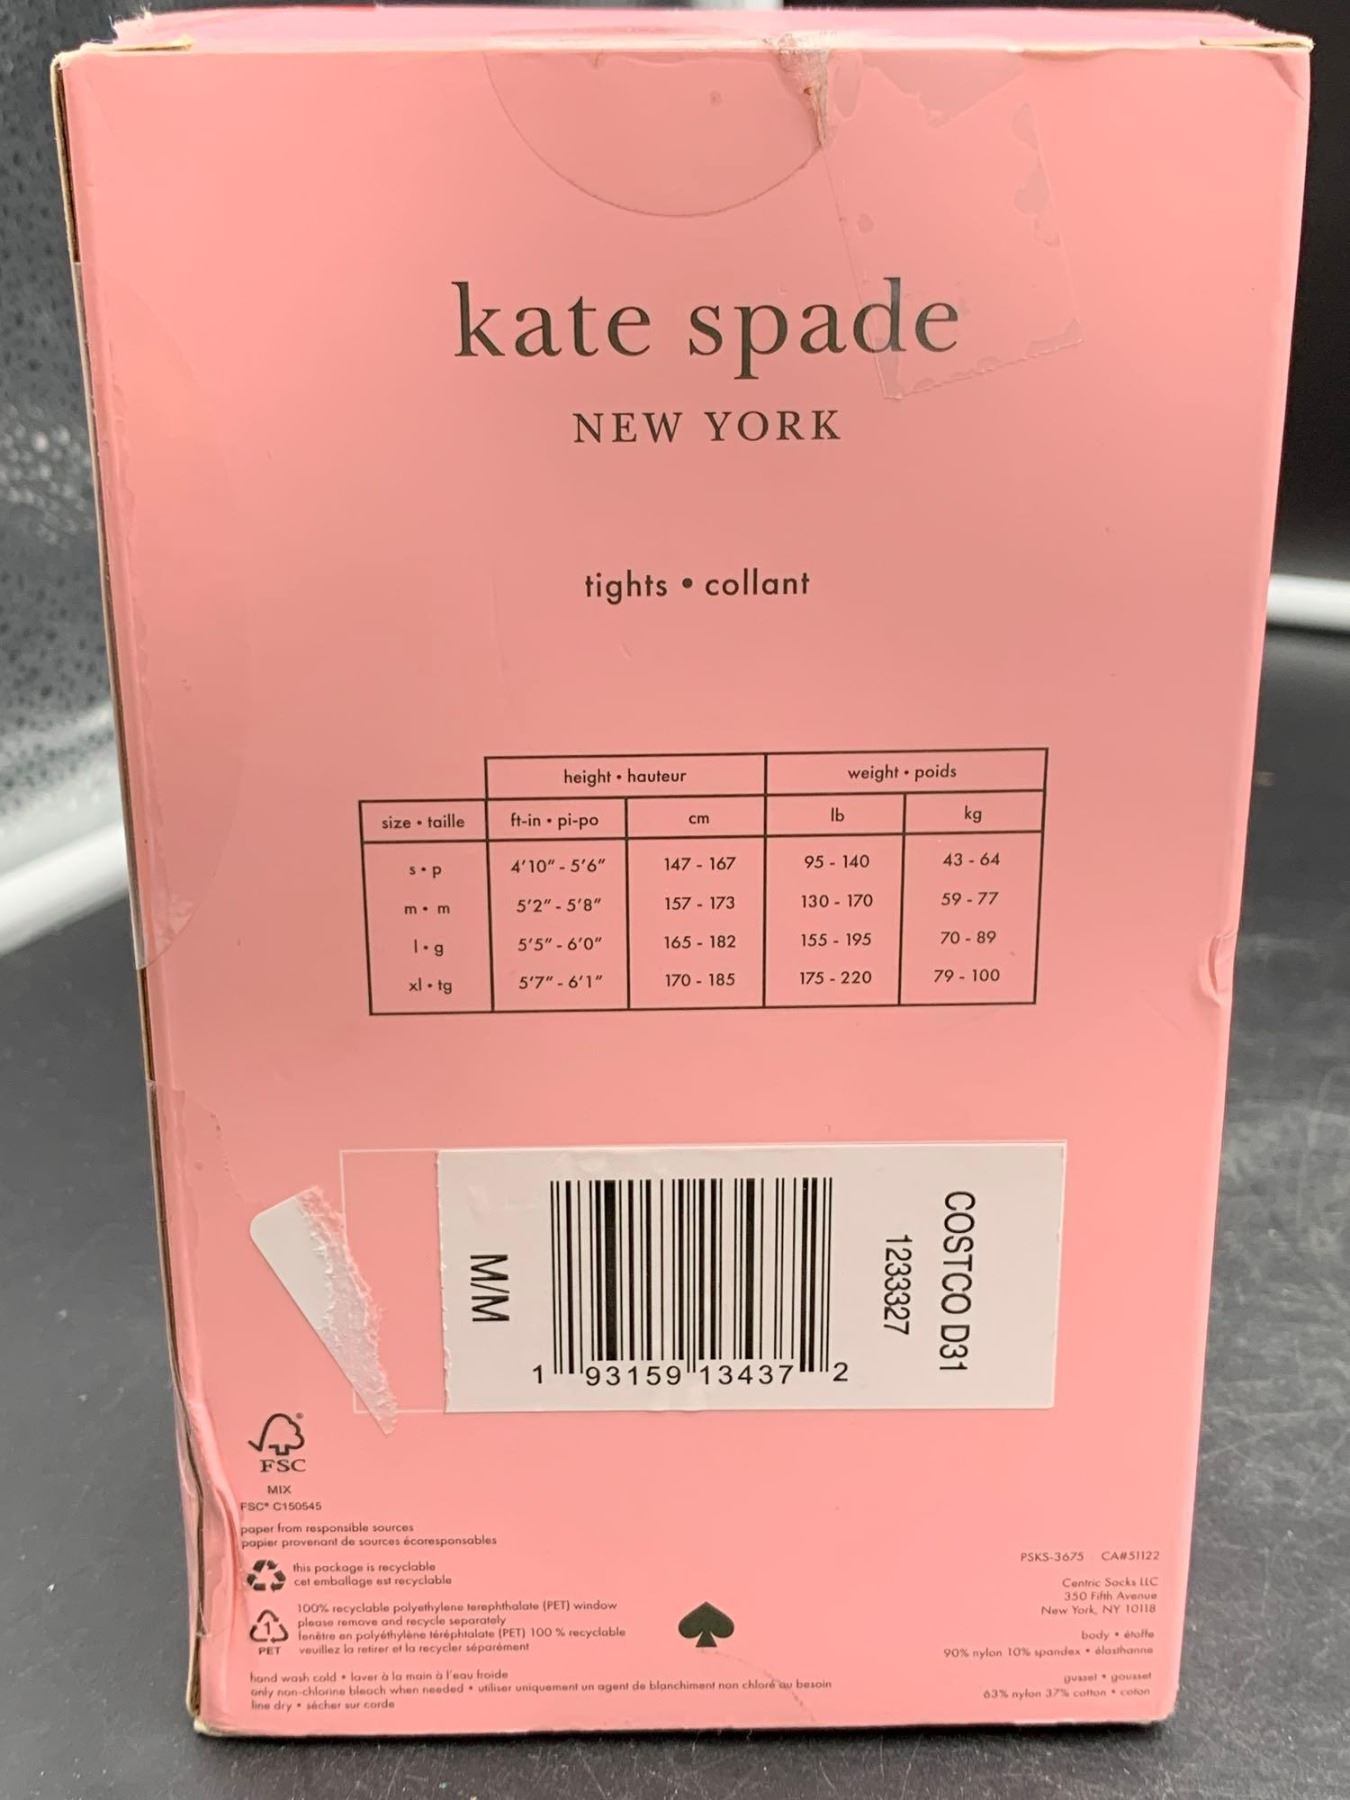 kate spade
NEW YORK
tights • collant
height • hauteur weight • poids
size • taille ft-in • pi-po cm lb kg
s • p 4'10" - 5'6" 147 - 167 95 - 140 43 - 64
m • m 5'2" - 5'8" 157 - 173 130 - 170 59 - 77
l • g 5'5" - 6'0" 165 - 182 155 - 195 70 - 89
xl • tg 5'7" - 6'1" 170 - 185 175 - 220 79 - 100
COSTCO D31
1233327
1 93159 13437 2
M/M
FSC
MIX
FSC® C150545
paper from responsible sources
papier provenant de sources écoresponsables
this package is recyclable
cet emballage est recyclable
1
PET
100% recyclable polyethylene terephthalate (PET) window
please remove and recycle separately
fenêtre en polyéthylène téréphtalate (PET) 100 % recyclable
veuillez la retirer et la recycler séparément
hand wash cold • laver à la main à l'eau froide
only non-chlorine bleach when needed • utiliser uniquement un agent de blanchiment non chloré au besoin
line dry • sécher sur corde
PSKS-3675 CA#51122
Centric Socks LLC
350 Fifth Avenue
New York, NY 10118
body • étoffe
90% nylon 10% spandex • élasthanne
gusset • gousset
63% nylon 37% cotton • coton